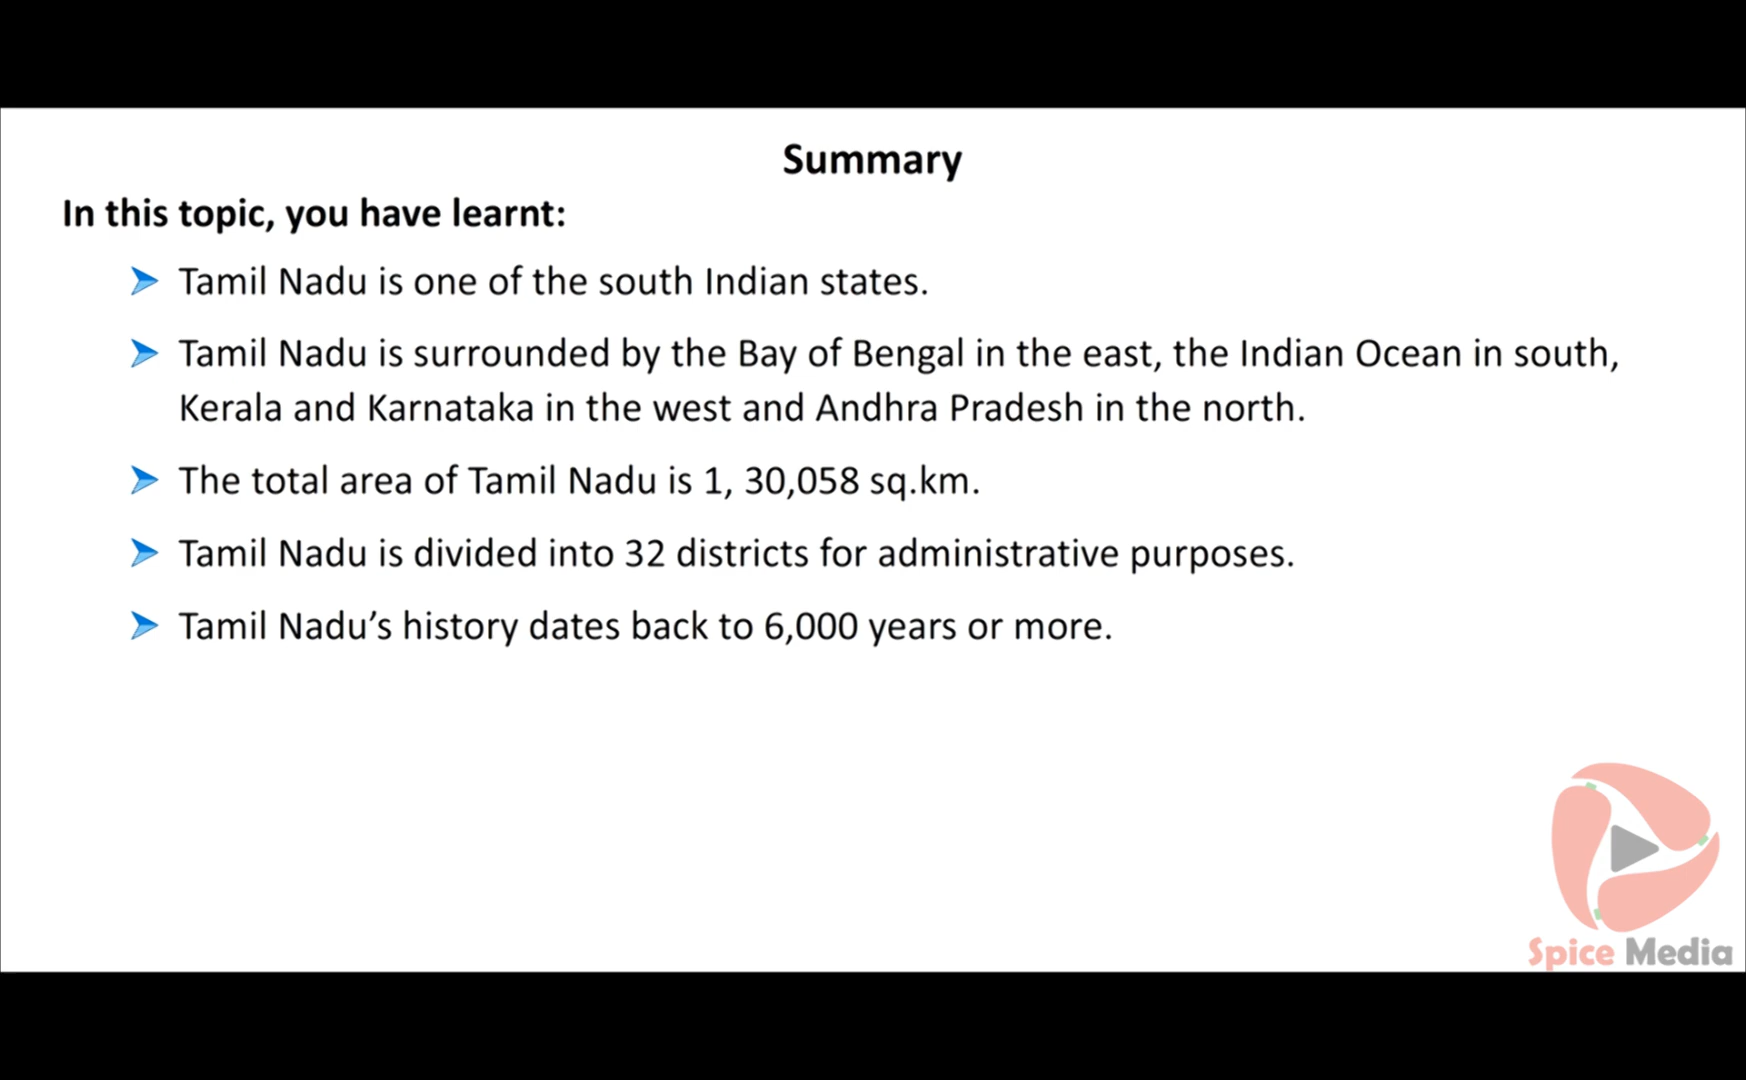 Summary
In this topic, you have learnt:
Tamil Nadu is one of the south Indian states.
Tamil Nadu is surrounded by the Bay of Bengal in the east, the Indian Ocean in south,
Kerala and Karnataka in the west and Andhra Pradesh in the north.
The total area of Tamil Nadu is 1, 30,058 sq.km.
Tamil Nadu is divided into 32 districts for administrative purposes.
Tamil Nadu’s history dates back to 6,000 years or more.
Spice Media